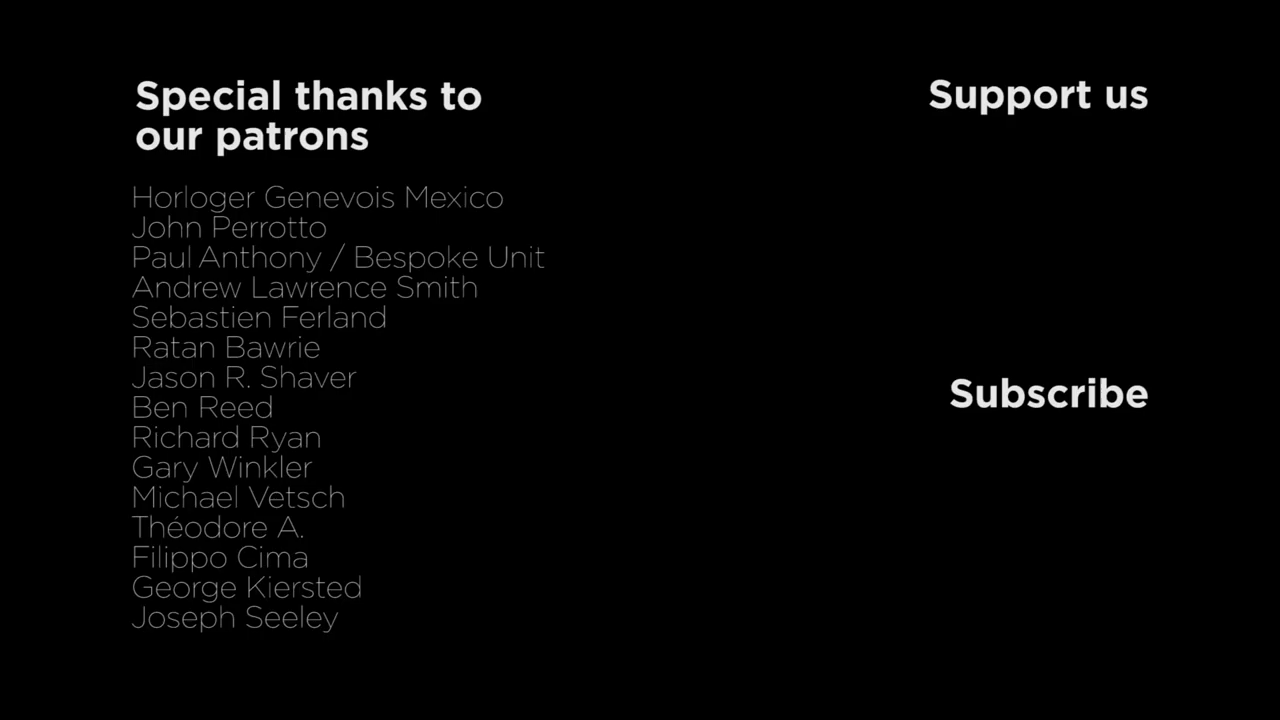 Special thanks to
our patrons
Horloger Genevois Mexico
John Perrotto
Paul Anthony / Bespoke Unit
Andrew Lawrence Smith
Sebastien Ferland
Ratan Bawrie
Jason R. Shaver
Ben Reed
Richard Ryan
Gary Winkler
Michael Vetsch
Théodore A.
Filippo Cima
George Kiersted
Joseph Seeley
Support us
Subscribe